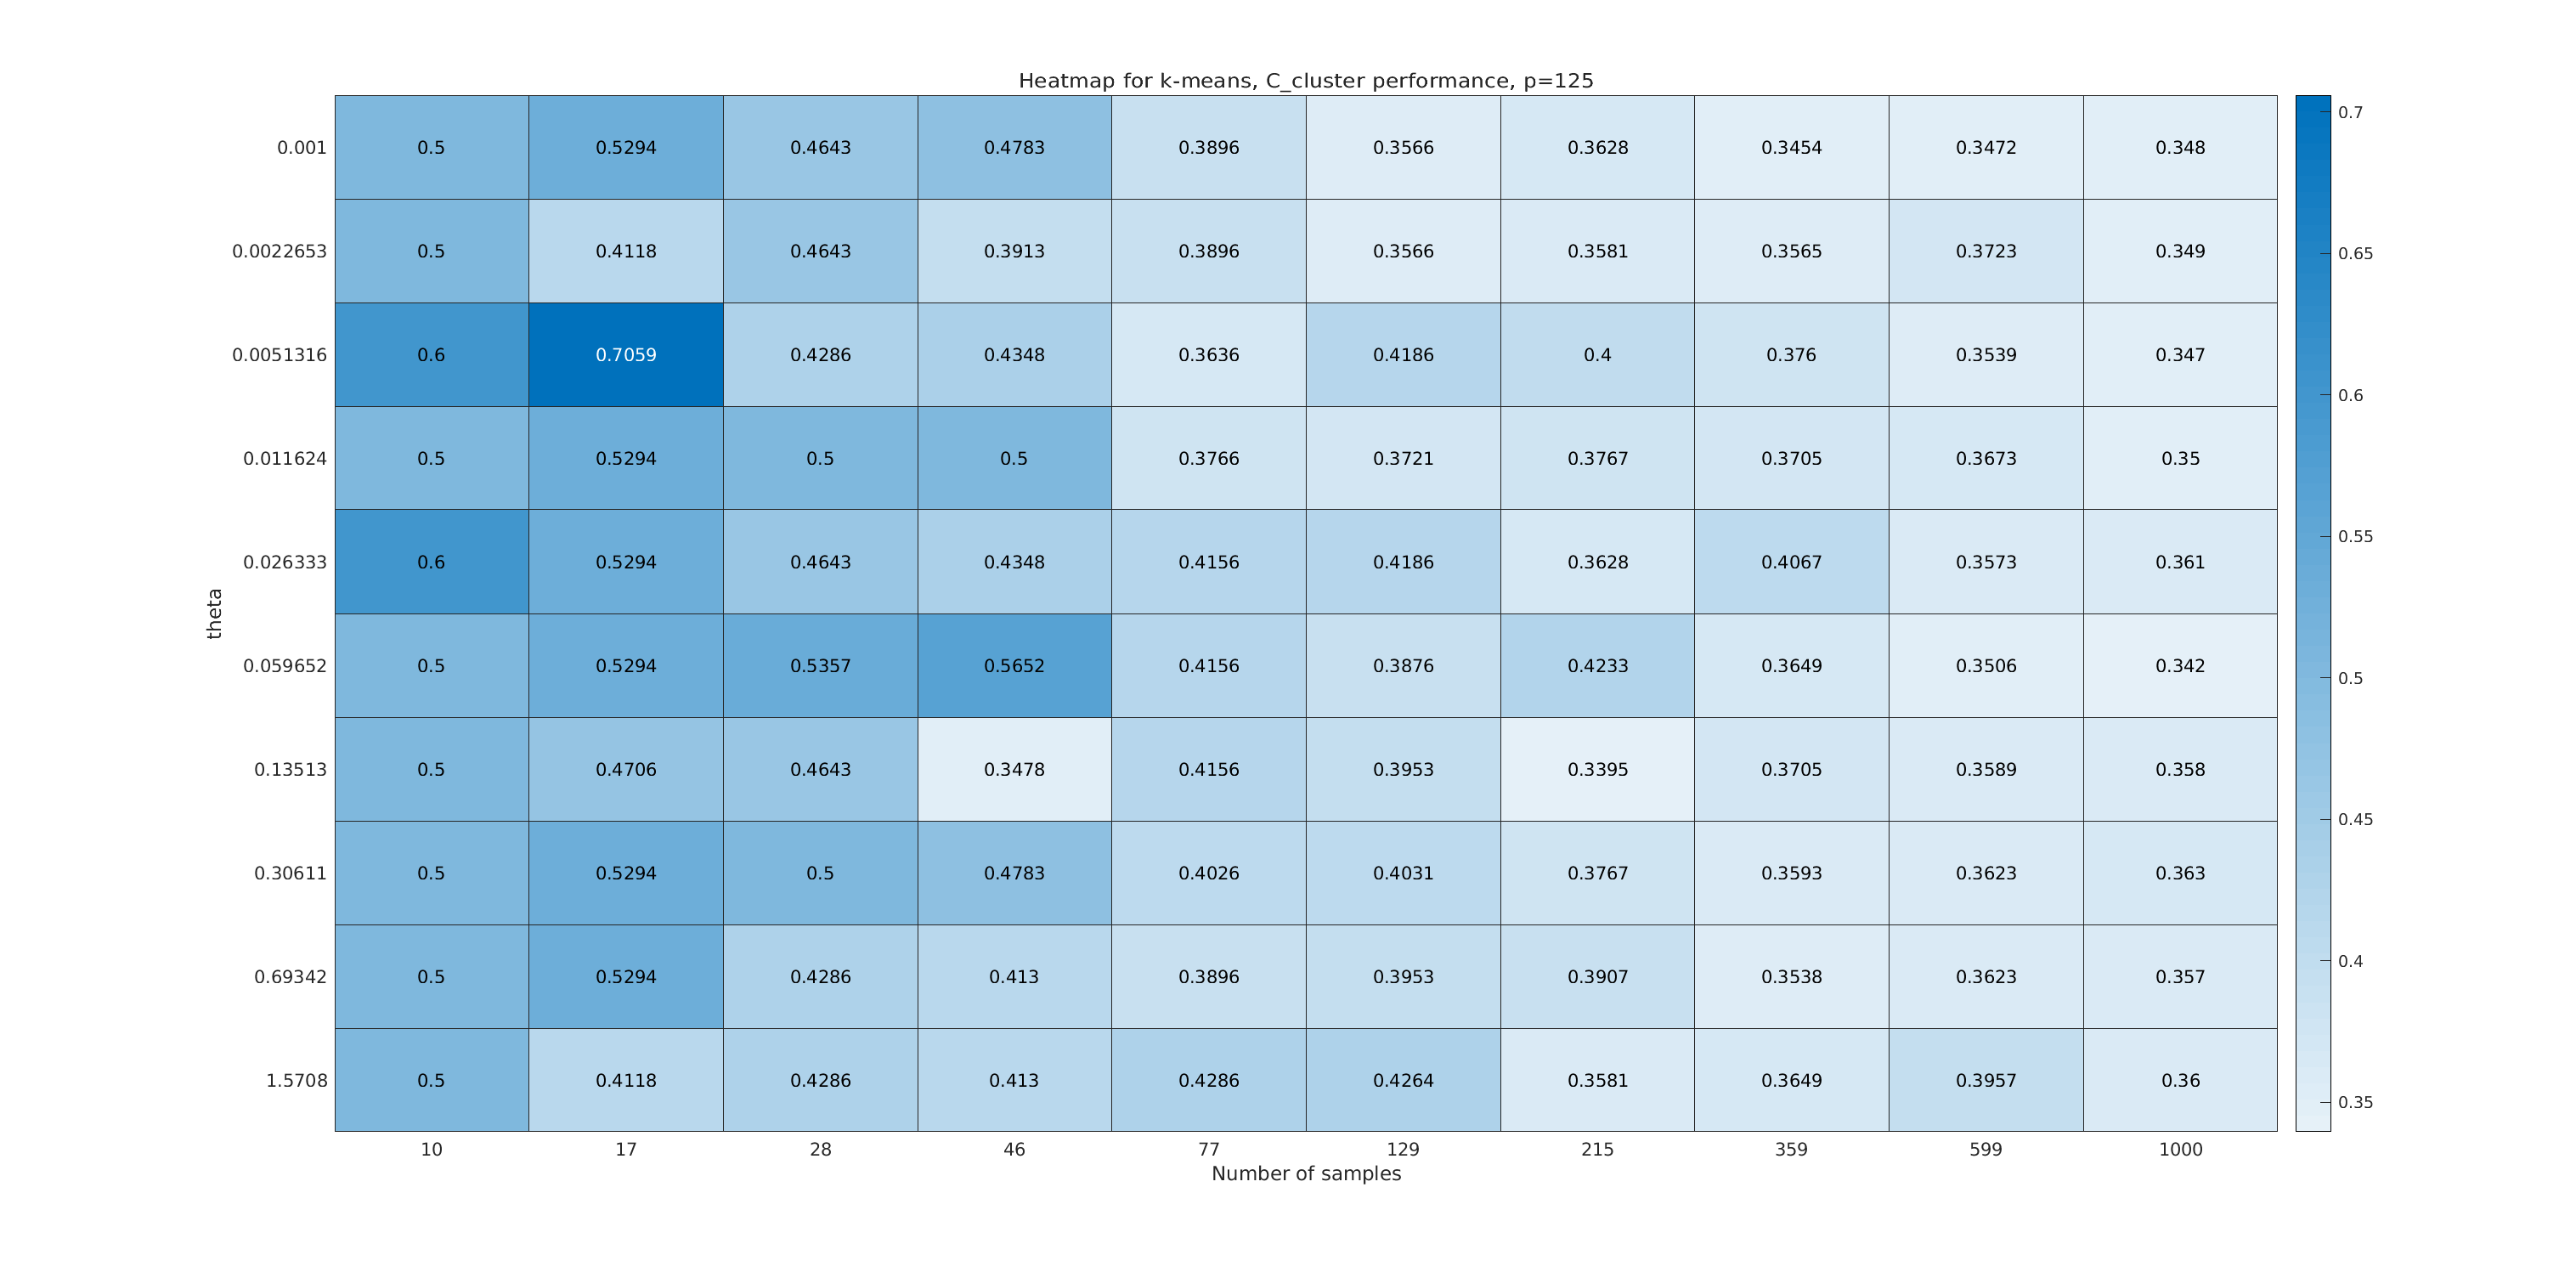 Heatmap for k-means, C_cluster performance, p=125
0.001 0.5 0.5294 0.4643 0.4783 0.3896 0.3566 0.3628 0.3454 0.3472 0.348
0.0022653 0.5 0.4118 0.4643 0.3913 0.3896 0.3566 0.3581 0.3565 0.3723 0.349
0.0051316 0.6 0.7059 0.4286 0.4348 0.3636 0.4186 0.4 0.376 0.3539 0.347
0.011624 0.5 0.5294 0.5 0.5 0.3766 0.3721 0.3767 0.3705 0.3673 0.35
0.026333 0.6 0.5294 0.4643 0.4348 0.4156 0.4186 0.3628 0.4067 0.3573 0.361
theta
0.059652 0.5 0.5294 0.5357 0.5652 0.4156 0.3876 0.4233 0.3649 0.3506 0.342
0.13513 0.5 0.4706 0.4643 0.3478 0.4156 0.3953 0.3395 0.3705 0.3589 0.358
0.30611 0.5 0.5294 0.5 0.4783 0.4026 0.4031 0.3767 0.3593 0.3623 0.363
0.69342 0.5 0.5294 0.4286 0.413 0.3896 0.3953 0.3907 0.3538 0.3623 0.357
1.5708 0.5 0.4118 0.4286 0.413 0.4286 0.4264 0.3581 0.3649 0.3957 0.36
10 17 28 46 77 129 215 359 599 1000
Number of samples
0.7
0.65
0.6
0.55
0.5
0.45
0.4
0.35